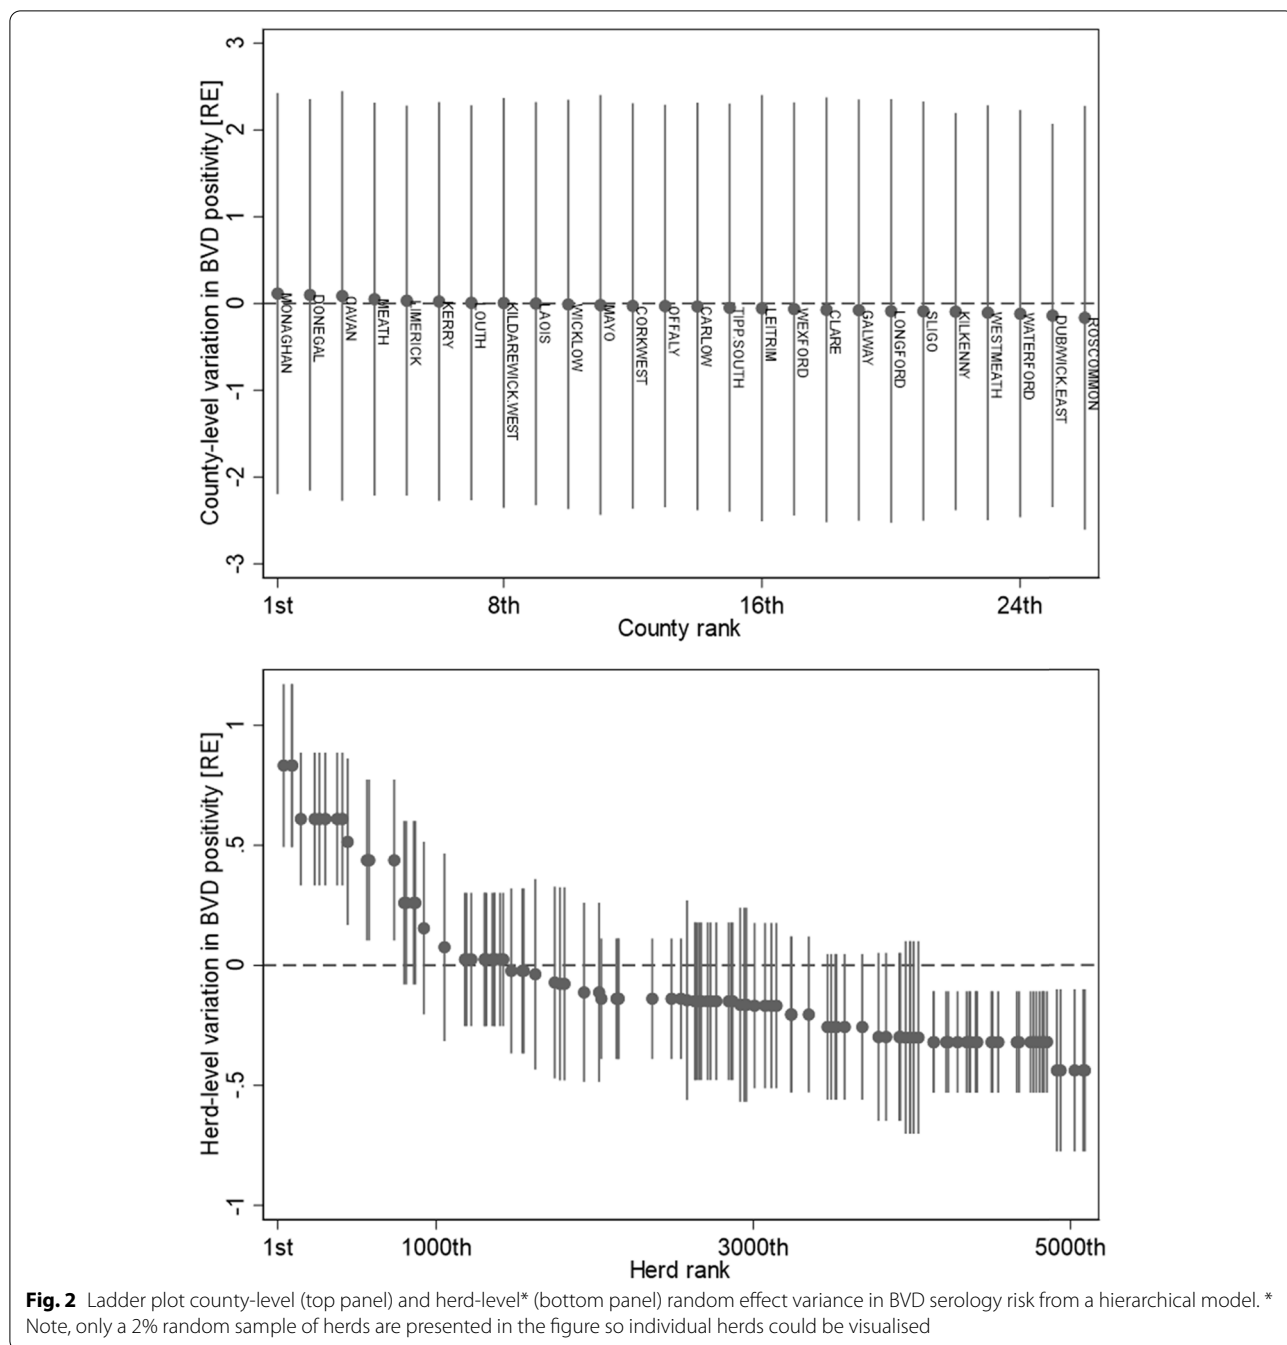 County-level variation in BVD positivity [RE]
3
2
1
0
-1
-2
-3
MONAGHAN
DONEGAL
CAVAN
MEATH
LIMERICK
KERRY
LOUTH
KILDAREWICK.WEST
LAOIS
WICKLOW
MAYO
CORKWEST
OFFALY
CARLOW
TIPP.SOUTH
LEITRIM
WEXFORD
CLARE
GALWAY
LONGFORD
SLIGO
KILKENNY
WESTMEATH
WATERFORD
DUB/WICK.EAST
ROSCOMMON
1st 8th 16th 24th
County rank
Herd-level variation in BVD positivity [RE]
1
.5
0
-.5
-1
1st 1000th 3000th 5000th
Herd rank
Fig. 2 Ladder plot county-level (top panel) and herd-level* (bottom panel) random effect variance in BVD serology risk from a hierarchical model. *
Note, only a 2% random sample of herds are presented in the figure so individual herds could be visualised